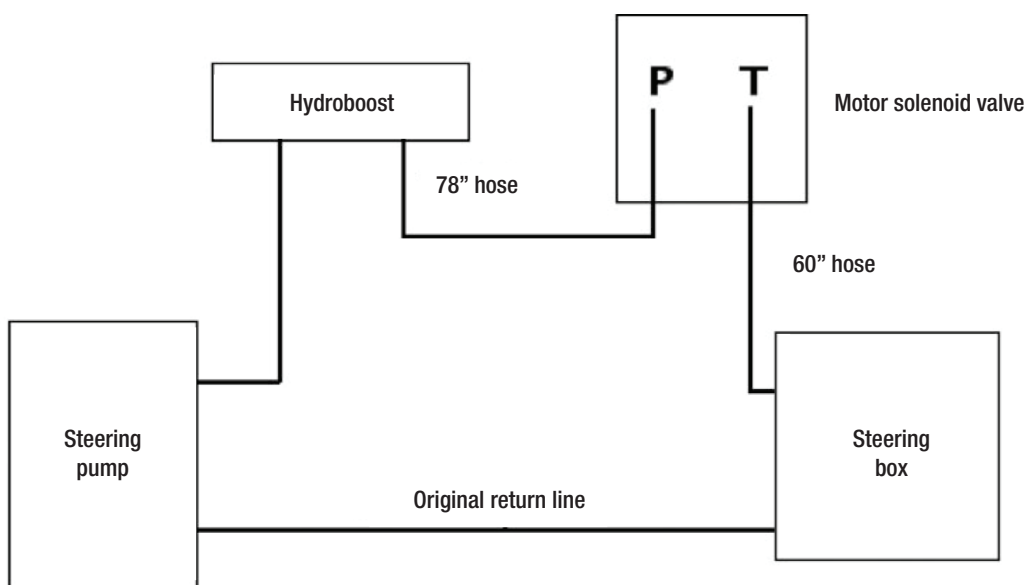 P T
Hydroboost
Motor solenoid valve
78” hose
60” hose
Steering
pump
Steering
box
Original return line